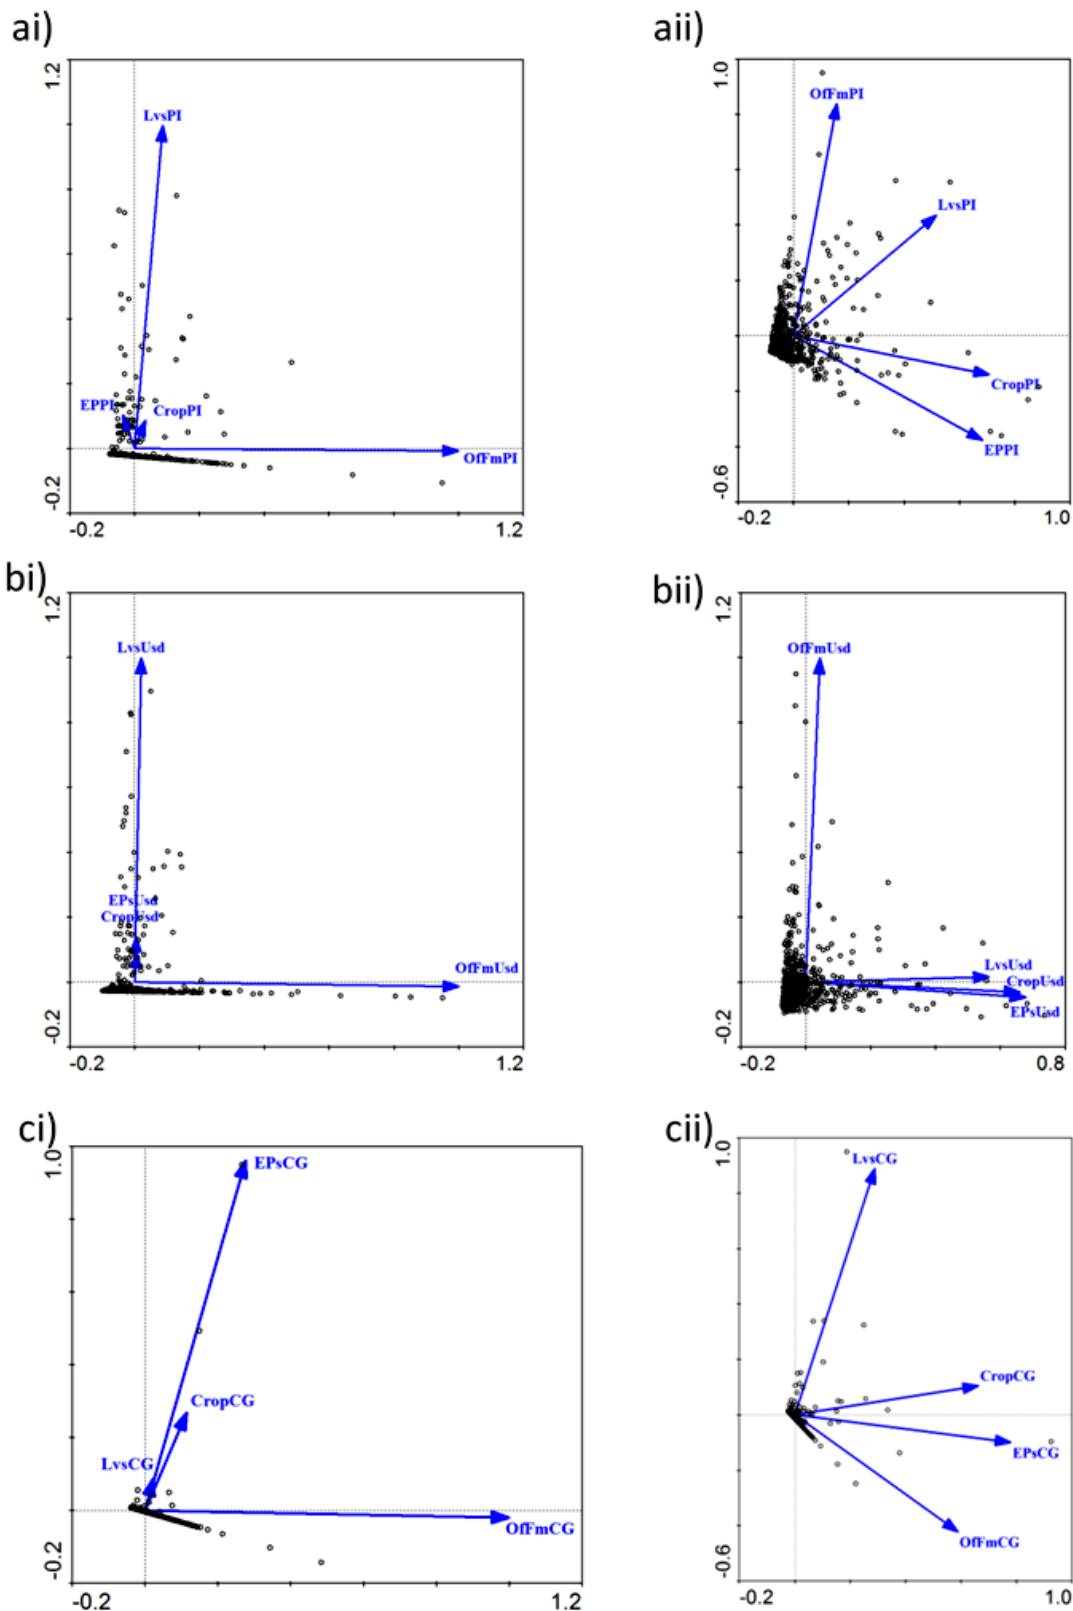 ai)
aii)
1.2
LvsPI
EPPI
CropPI
OfFmPI
-0.2
-0.2
1.2
1.0
OfFmPI
LvsPI
CropPI
EPPI
-0.6
-0.2
1.0
bi)
bii)
1.2
LvsUsd
EPsUsd
CropUsd
OfFmUsd
-0.2
-0.2
1.2
1.2
OfFmUsd
LvsUsd
CropUsd
EPsUsd
-0.2
-0.2
0.8
ci)
cii)
1.0
EPsCG
CropCG
LvsCG
OfFmCG
-0.2
-0.2
1.2
1.0
LvsCG
CropCG
EPsCG
OfFmCG
-0.6
-0.2
1.0